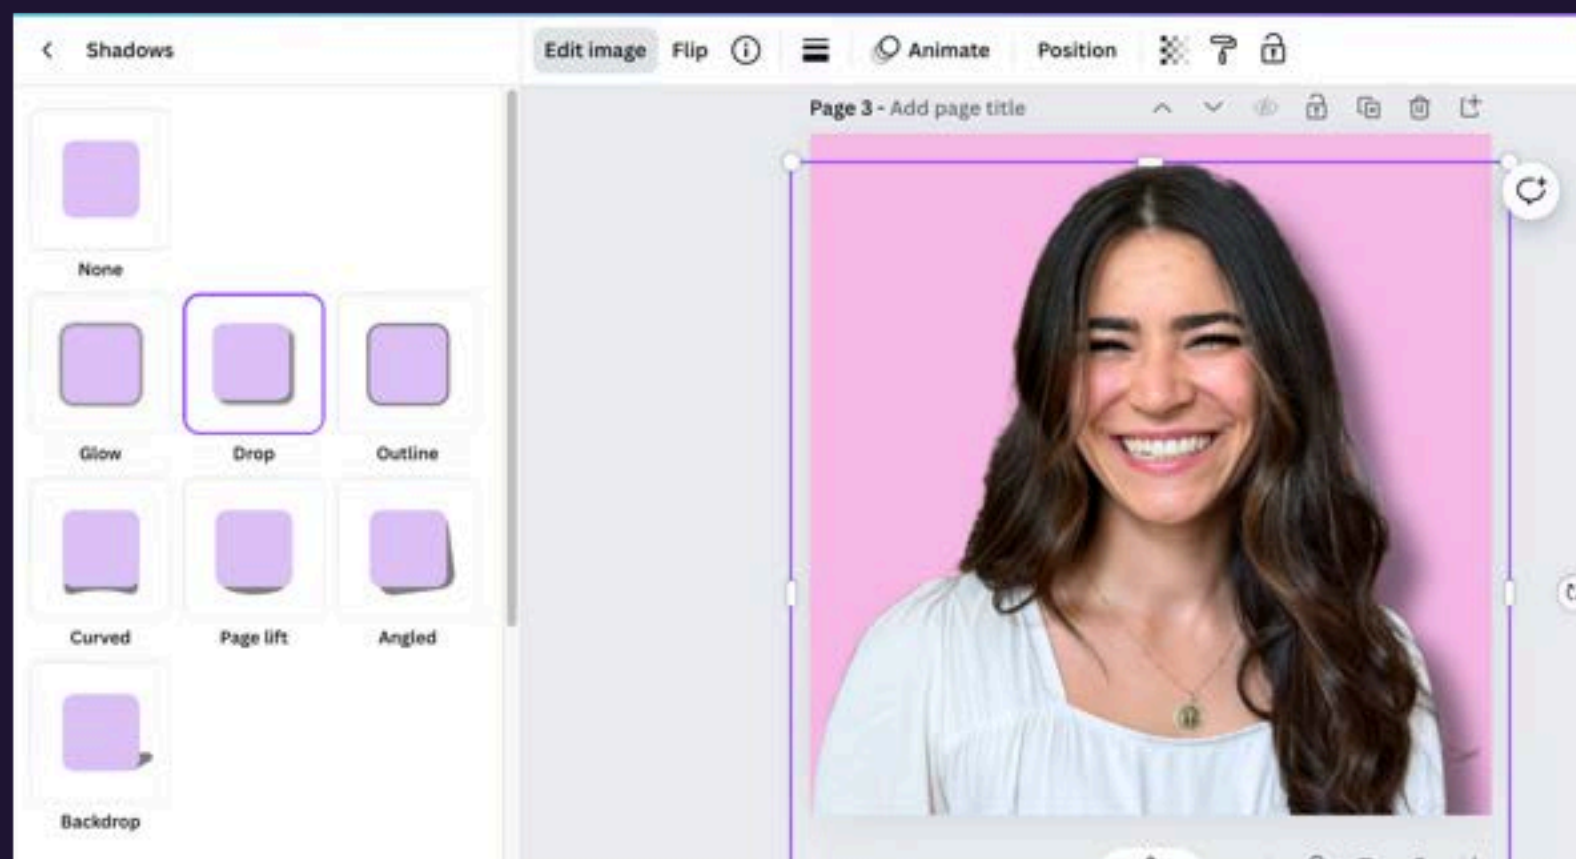 Shadows
Edit image Flip Animate Position
Page 3 - Add page title
None
Glow Drop Outline
Curved Page lift Angled
Backdrop